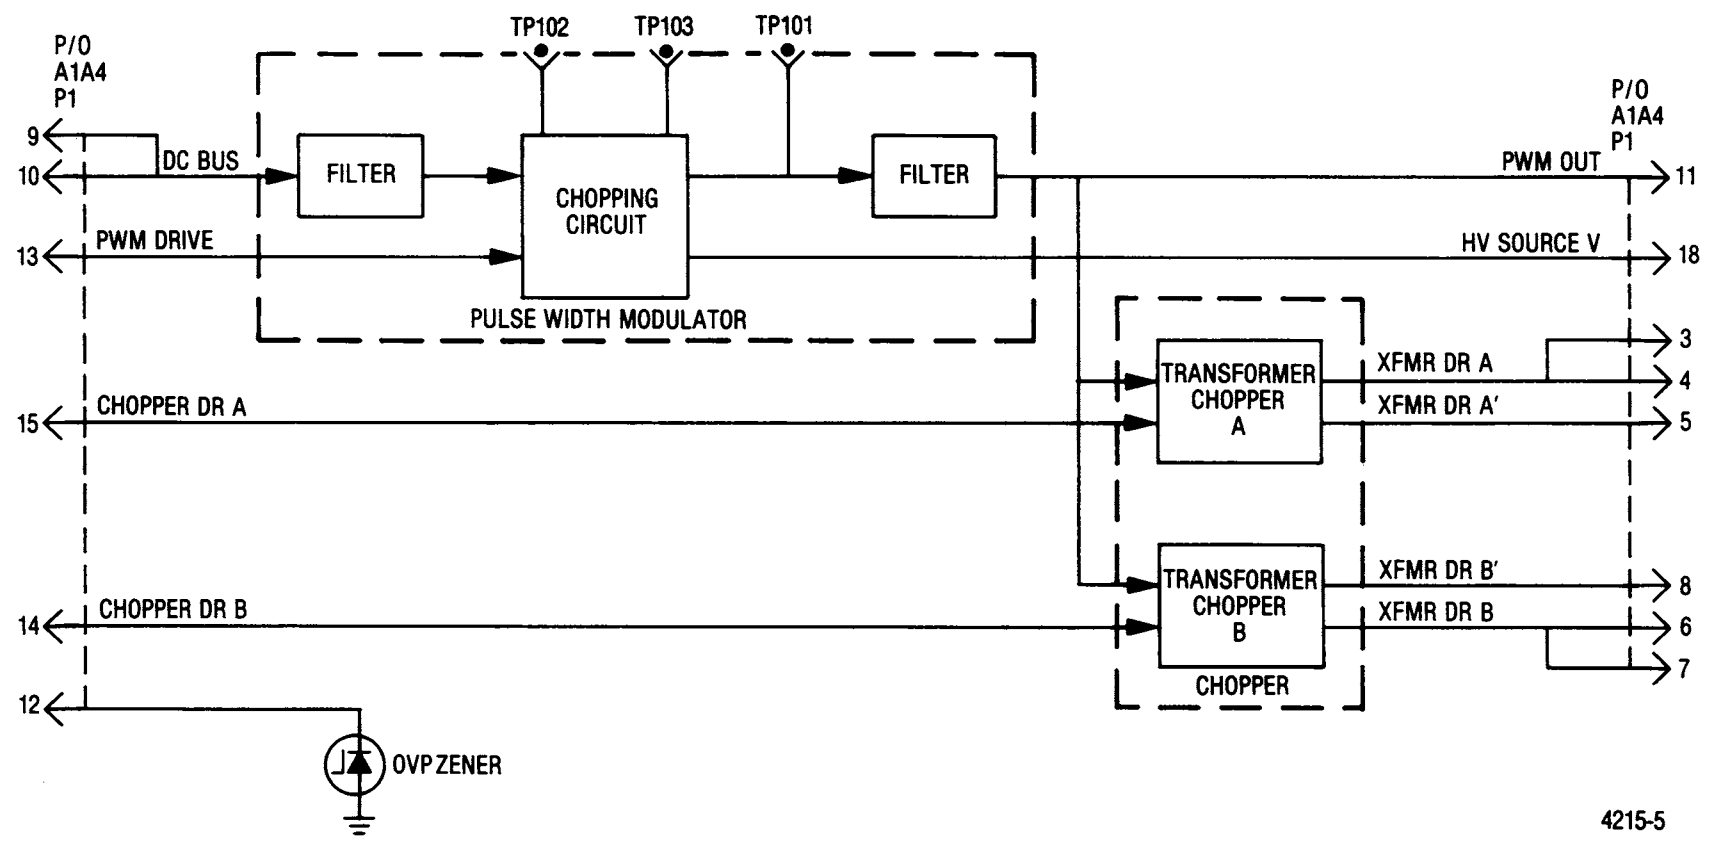 TP102 TP103 TP101
P/O
A1A4
P1
P/O
A1A4
P1
9
10
DC BUS
FILTER
CHOPPING
CIRCUIT
FILTER
PWM OUT
11
13
PWM DRIVE
HV SOURCE V
18
PULSE WIDTH MODULATOR
15
CHOPPER DR A
TRANSFORMER
CHOPPER
A
XFMR DR A
3
4
XFMR DR A'
5
14
CHOPPER DR B
TRANSFORMER
CHOPPER
B
XFMR DR B'
8
XFMR DR B
6
7
CHOPPER
12
OVP ZENER
4215-5